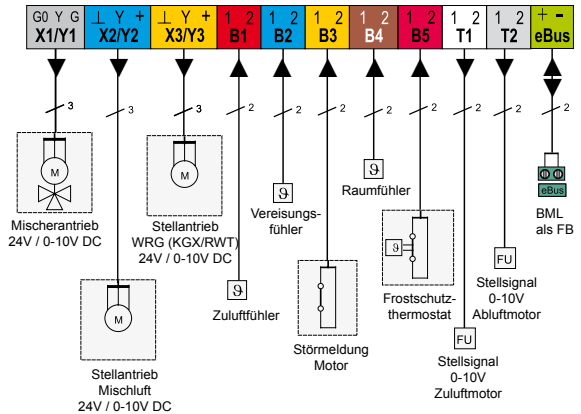 G0 Y G ⊥ Y + ⊥ Y + 1 2 1 2 1 2 1 2 1 2 1 2 1 2 + -
X1/Y1 X2/Y2 X3/Y3 B1 B2 B3 B4 B5 T1 T2 eBus
3 3 3 2 2 2 2 2 2 2 2
M
Mischerantrieb
24V / 0-10V DC
M
Stellantrieb
Mischluft
24V / 0-10V DC
M
Stellantrieb
WRG (KGX/RWT)
24V / 0-10V DC
ϑ
Zuluftfühler
ϑ
Vereisungs-
fühler
Störmeldung
Motor
ϑ
Raumfühler
ϑ
Frostschutz-
thermostat
FU
Stellsignal
0-10V
Zuluftmotor
FU
Stellsignal
0-10V
Abluftmotor
eBus
BML
als FB